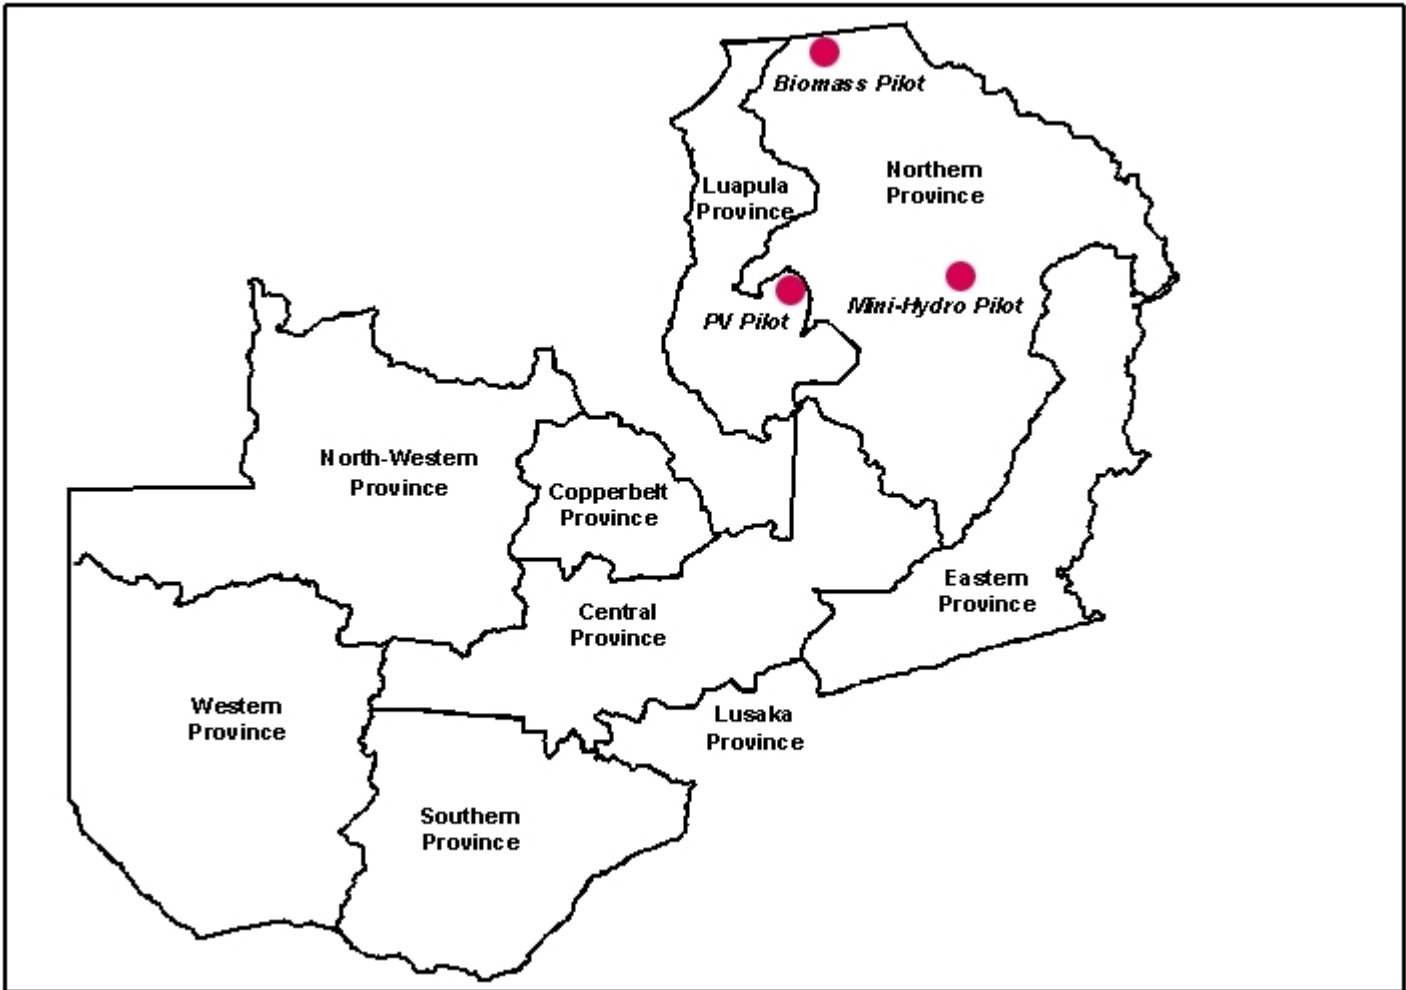 Biomass Pilot
Luapula
Province
Northern
Province
PV Pilot
Mini-Hydro Pilot
North-Western
Province
Copperbelt
Province
Central
Province
Eastern
Province
Western
Province
Lusaka
Province
Southern
Province